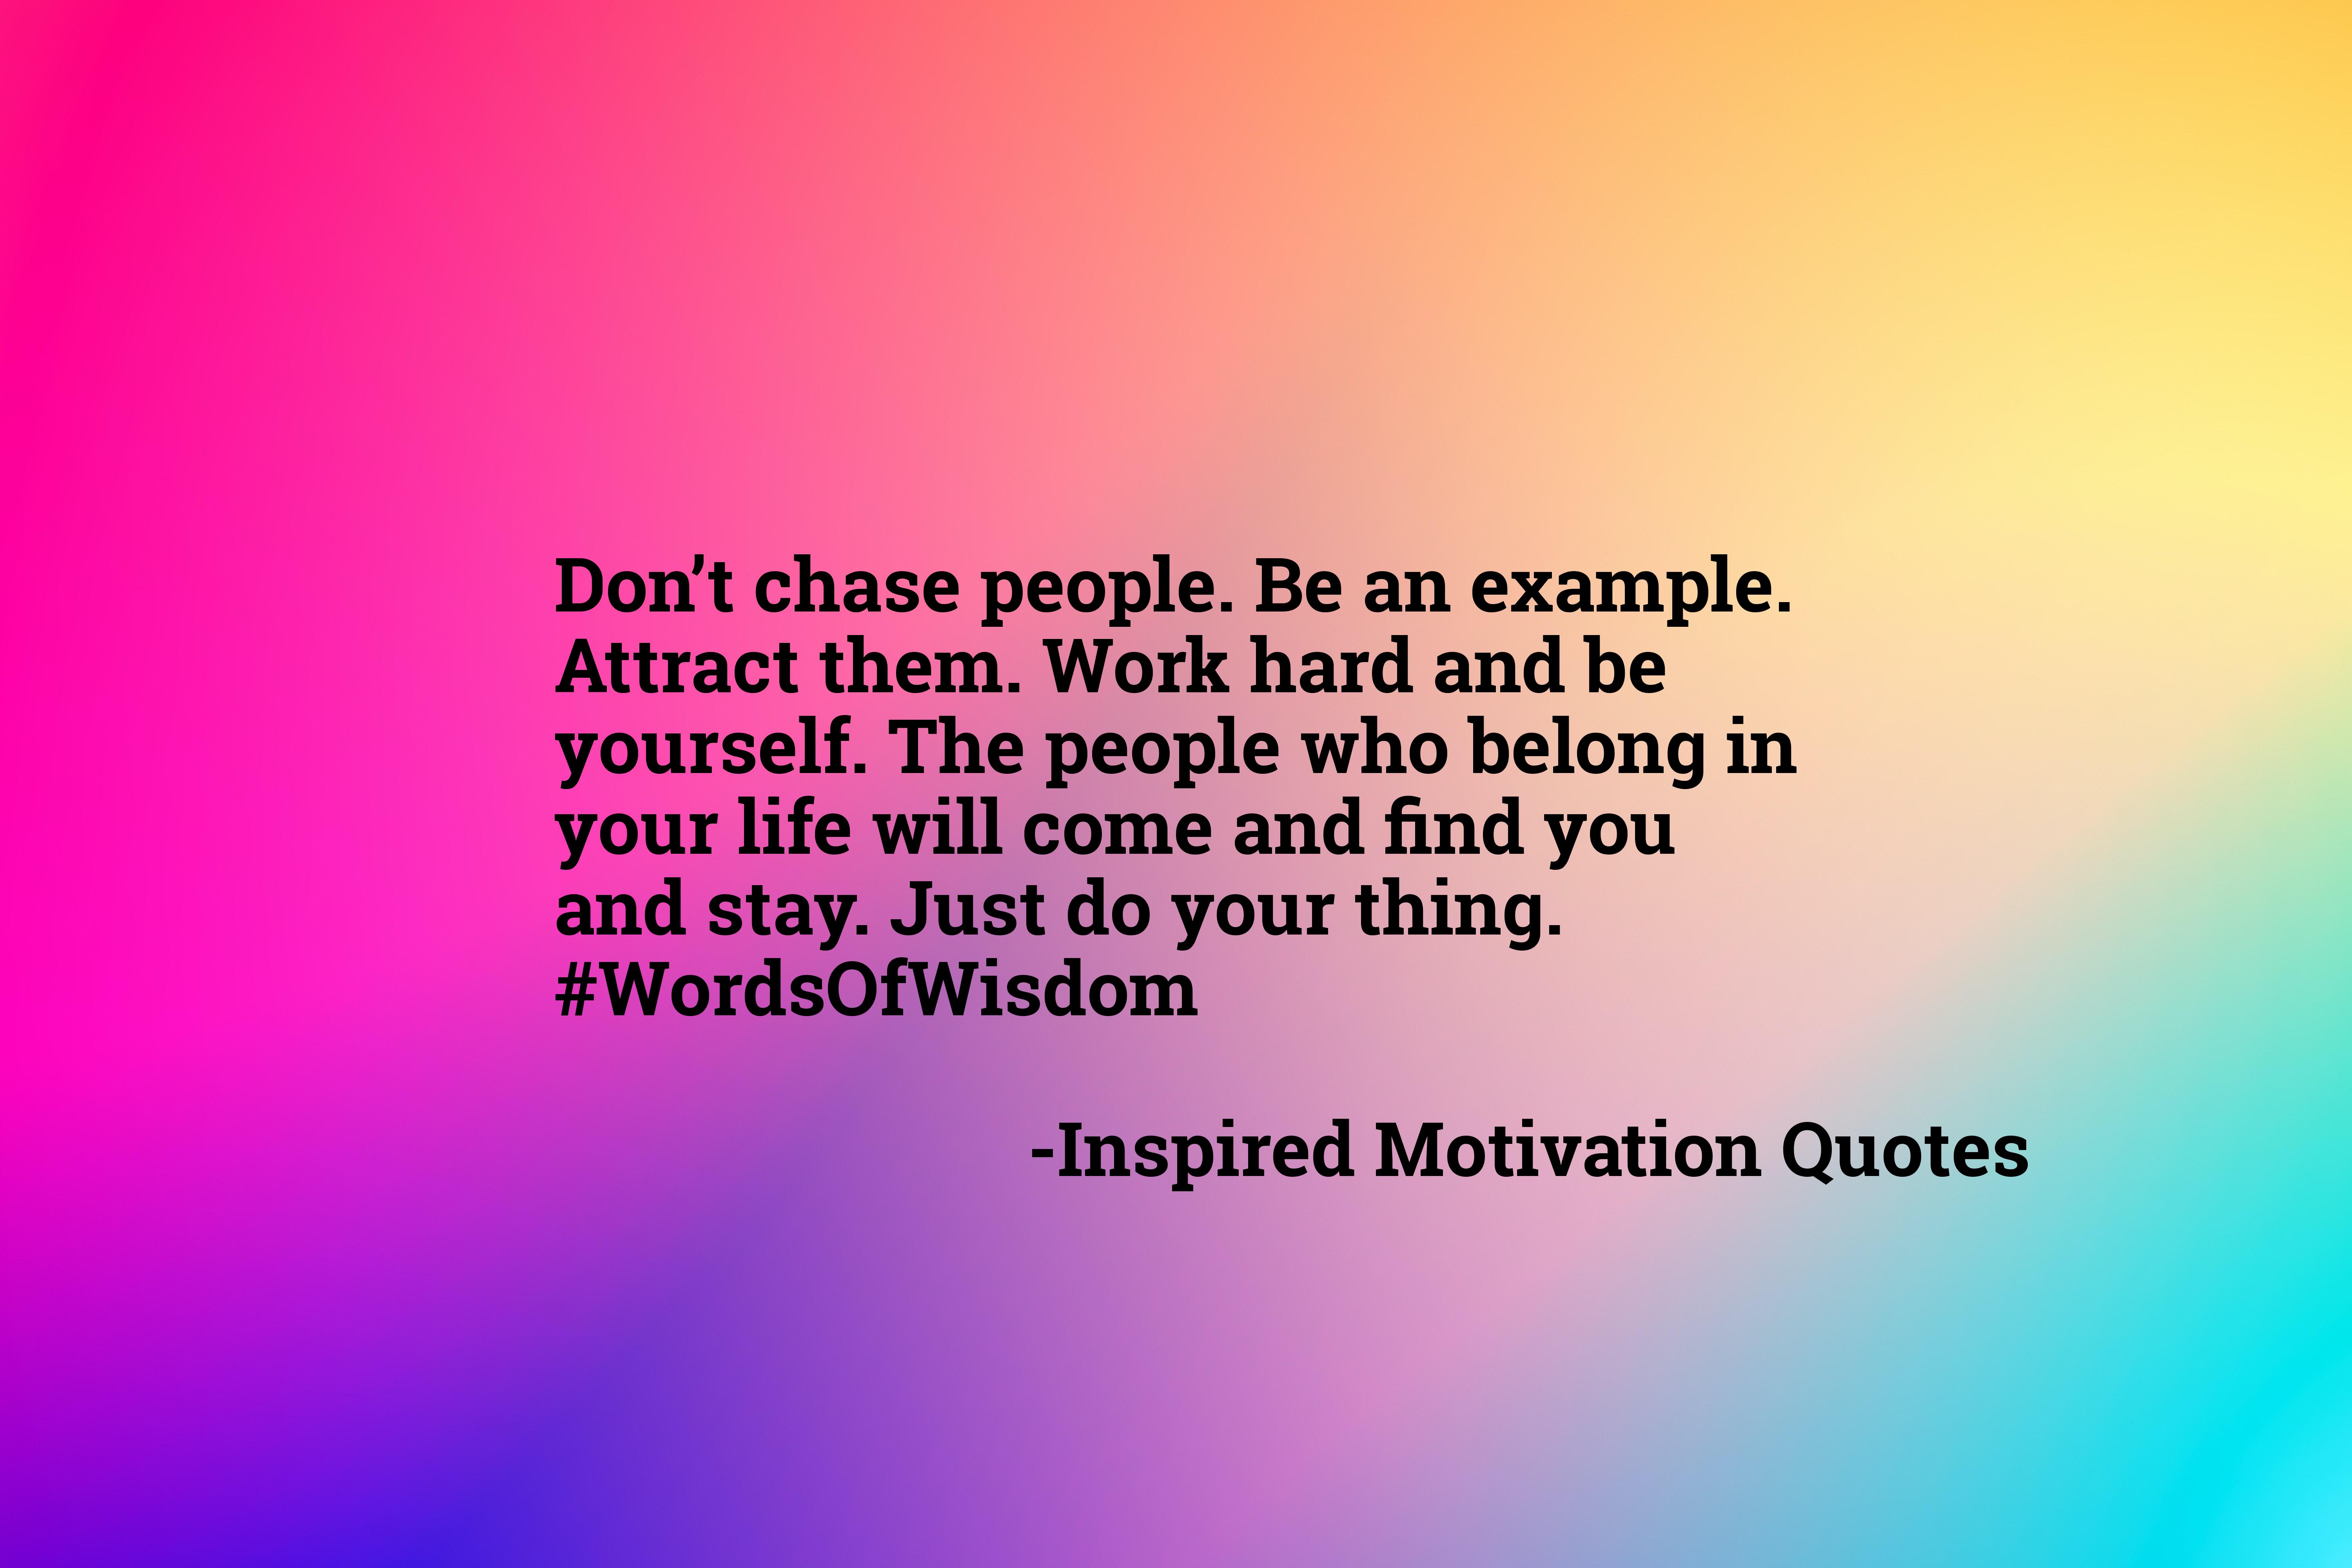 Don’t chase people. Be an example.
Attract them. Work hard and be
yourself. The people who belong in
your life will come and find you
and stay. Just do your thing.
#WordsOfWisdom
-Inspired Motivation Quotes